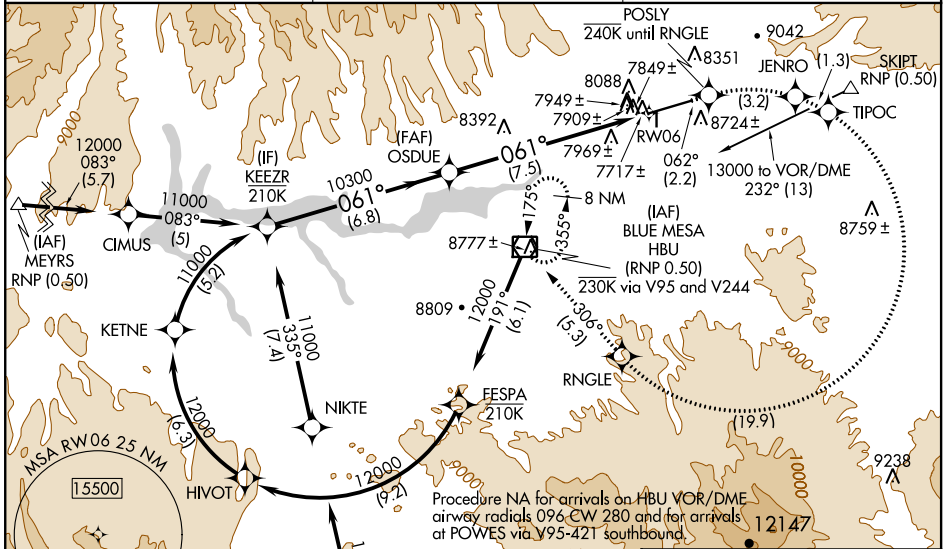 POSLY
240K until RNGLE
8351
9042
JENRO
(1.3)
SKIPT
RNP (0.50)
9000
12000
083°
(5.7)
(IF)
KEEZR
210K
(FAF)
OSDUE
8392
8088
7849±
7949±
7909±
RW06
(3.2)
TIPOC
8724±
061°
(7.5)
7969±
7717±
062°
(2.2)
13000 to VOR/DME
232° (13)
10300
061°
(6.8)
11000
083°
(5)
(IAF)
MEYRS
RNP (0.50)
CIMUS
175°
8 NM
355°
(IAF)
BLUE MESA
HBU
(RNP 0.50)
230K via V95 and V244
8777±
8759±
11000
(5.2)
KETNE
11000
335°
(7.4)
8809
12000
191°
(6.1)
306°
(5.3)
9000
RNGLE
NIKTE
FESPA
210K
(19.9)
12000
(6.3)
HIVOT
12000
(9.2)
9000
10000
9238
MSA RW06 25 NM
15500
Procedure NA for arrivals on HBU VOR/DME
airway radials 096 CW 280 and for arrivals
at POWES via V95-421 southbound.
12147